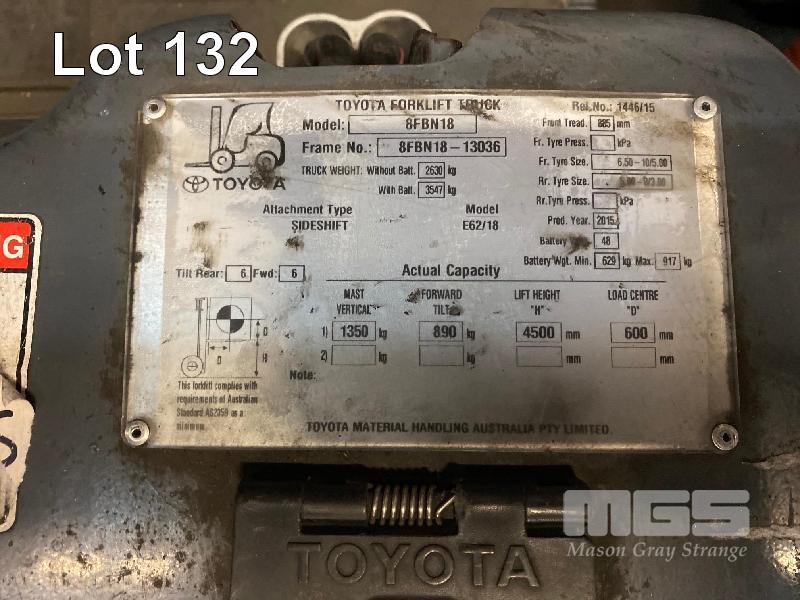 Lot 132
TOYOTA FORKLIFT TRUCK
Rel.No.: 1446/15
Model: 8FBN18
Frame No.: 8FBN18-13036
TOYOTA
TRUCK WEIGHT: Without Batt. 2630 kg
With Batt. 3547 kg
Front Tread. 885 mm
Fr. Tyre Press. kPa
Fr. Tyre Size. 6.50-10/5.00
Rr. Tyre Size.
Rr. Tyre Press. kPa
Prod. Year. 2015
Battery 48
Battery Wgt. Min. 629 kg Max. 917 kg
Attachment Type Model
SIDESHIFT E62/18
Tilt Rear: 6 Fwd: 6
Actual Capacity
MAST VERTICAL FORWARD TILT LIFT HEIGHT "H" LOAD CENTRE "D"
1) 1350 kg 890 kg 4500 mm 600 mm
2) kg kg mm mm
D
D H
Note:
This forklift complies with
requirements of Australian
Standard AS2359 as a
minimum.
TOYOTA MATERIAL HANDLING AUSTRALIA PTY LIMITED
NG
S
TOYOTA
MGS
Mason Gray Strange